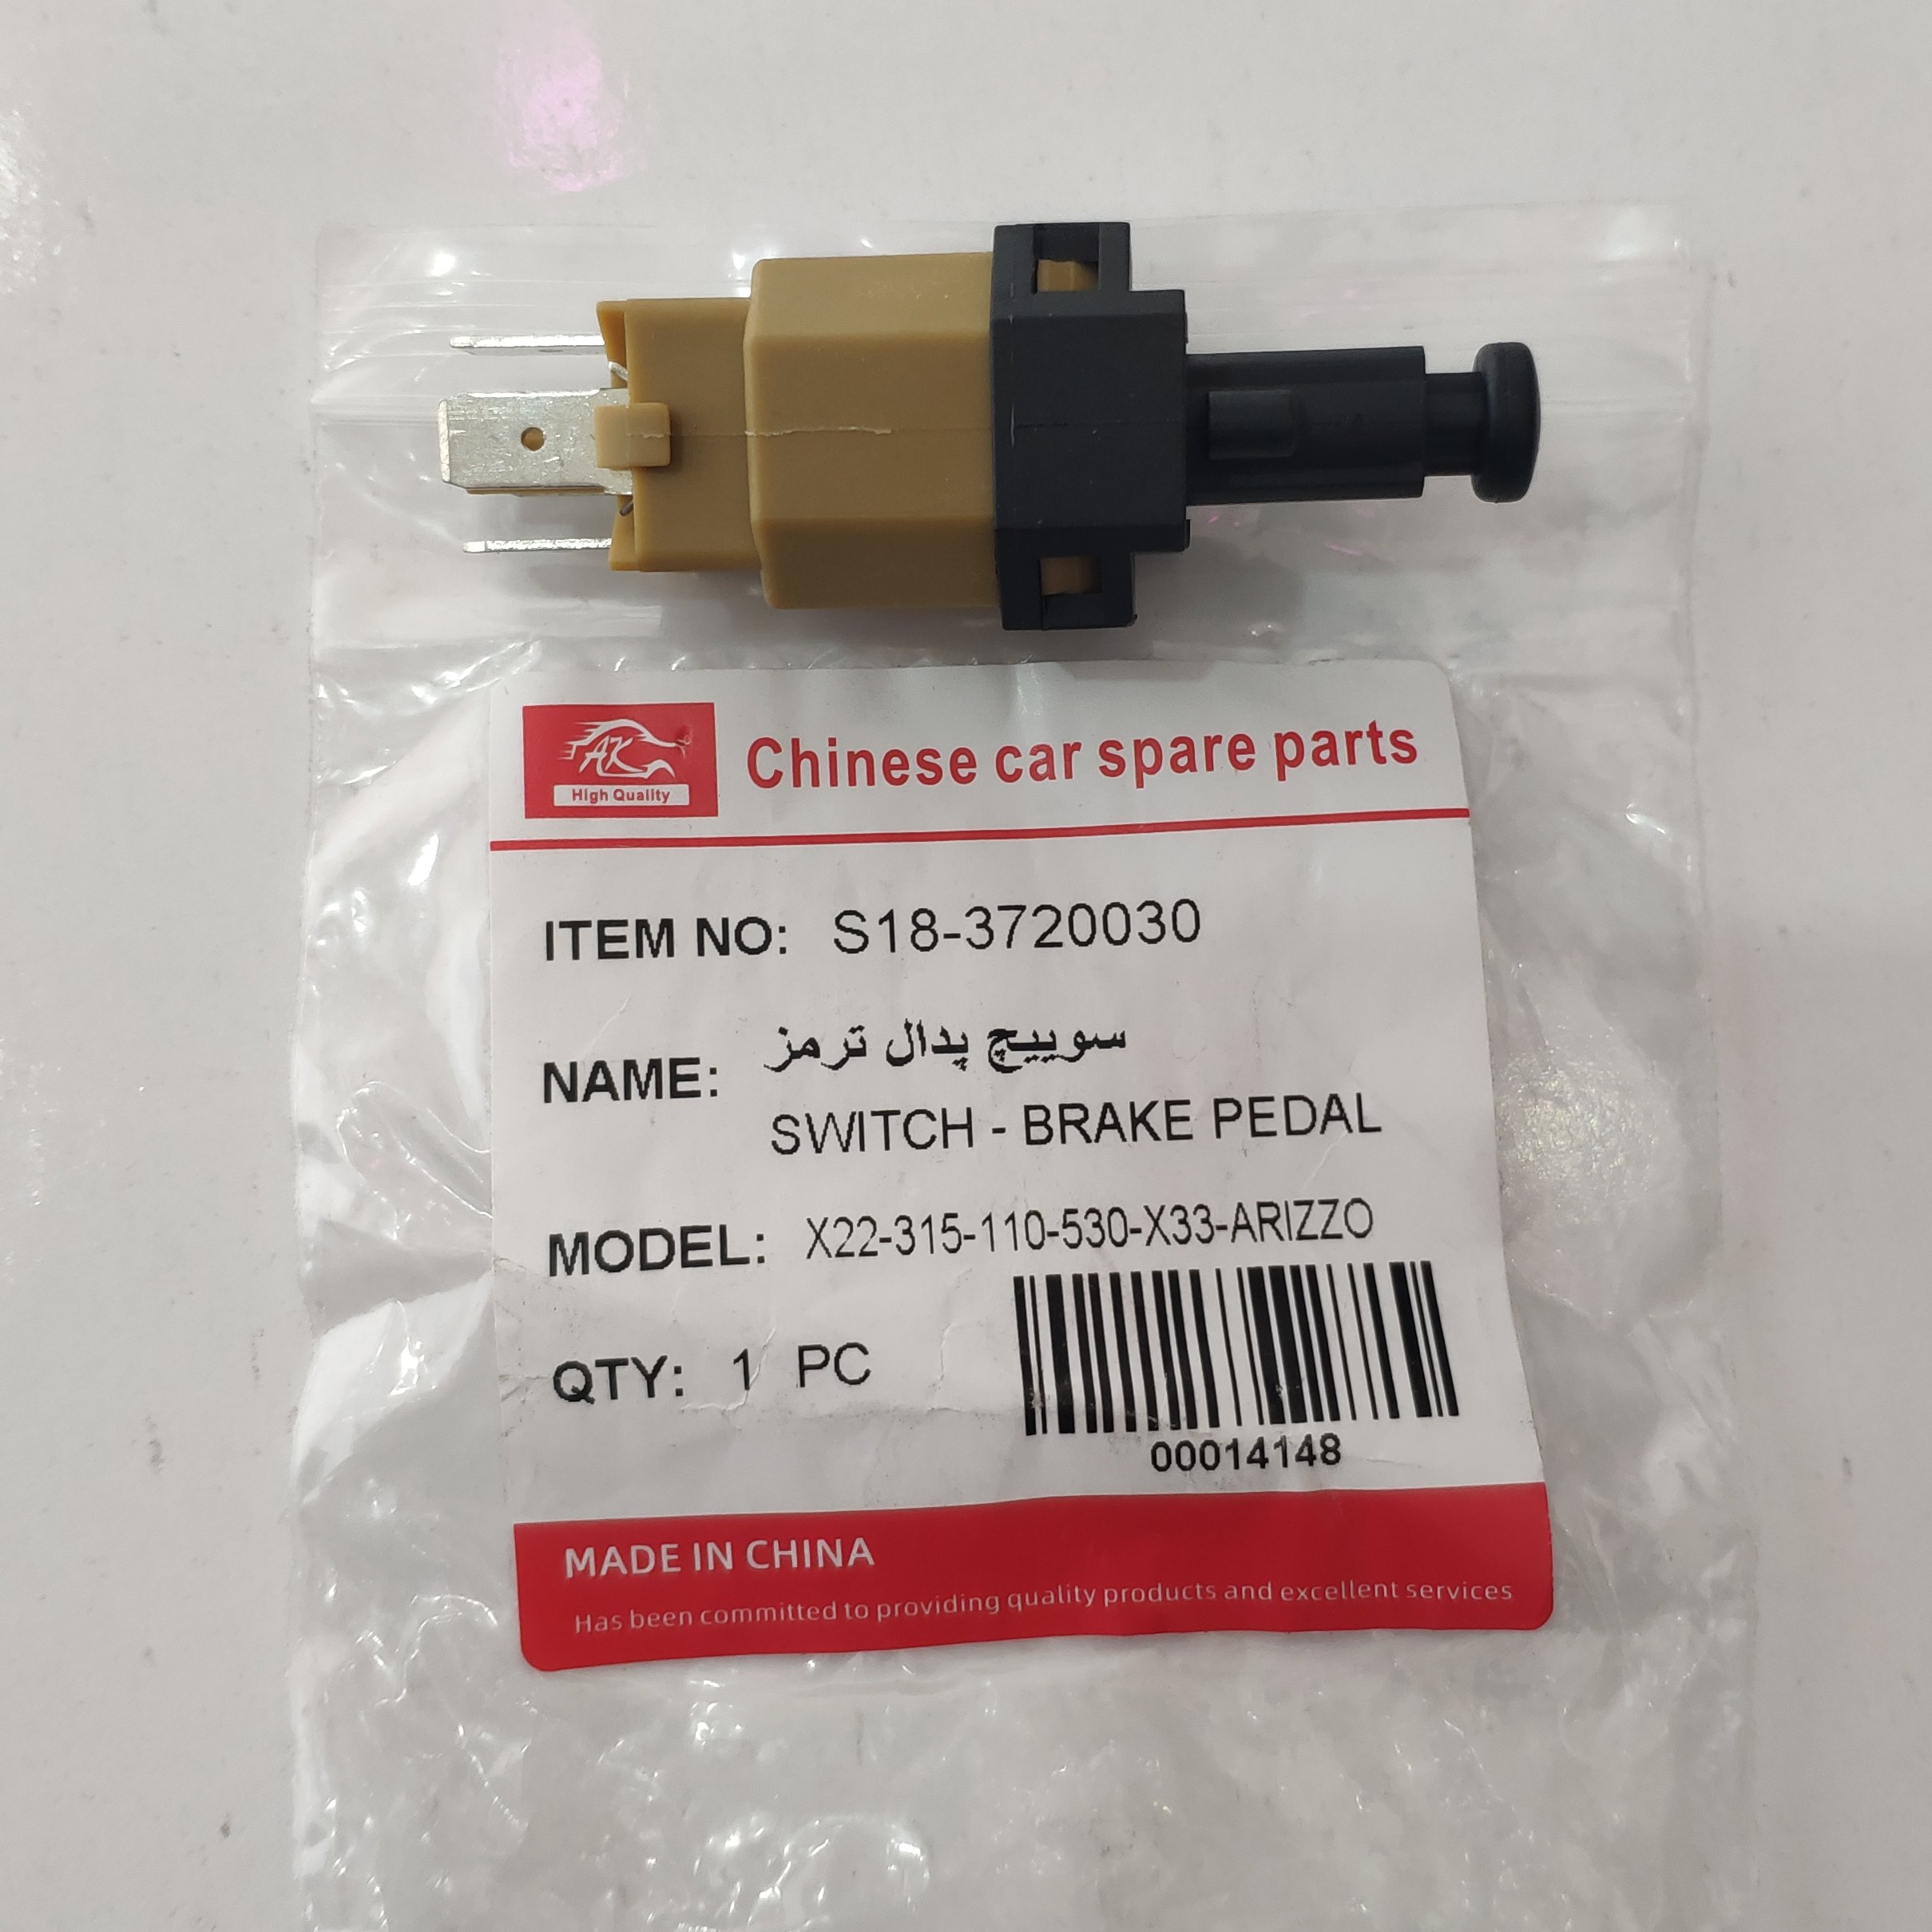 AK
High Quality
Chinese car spare parts
ITEM NO: S18-3720030
NAME: سوییچ پدال ترمز
SWITCH - BRAKE PEDAL
MODEL: X22-315-110-530-X33-ARIZZO
QTY: 1 PC
00014148
MADE IN CHINA
Has been committed to providing quality products and excellent services